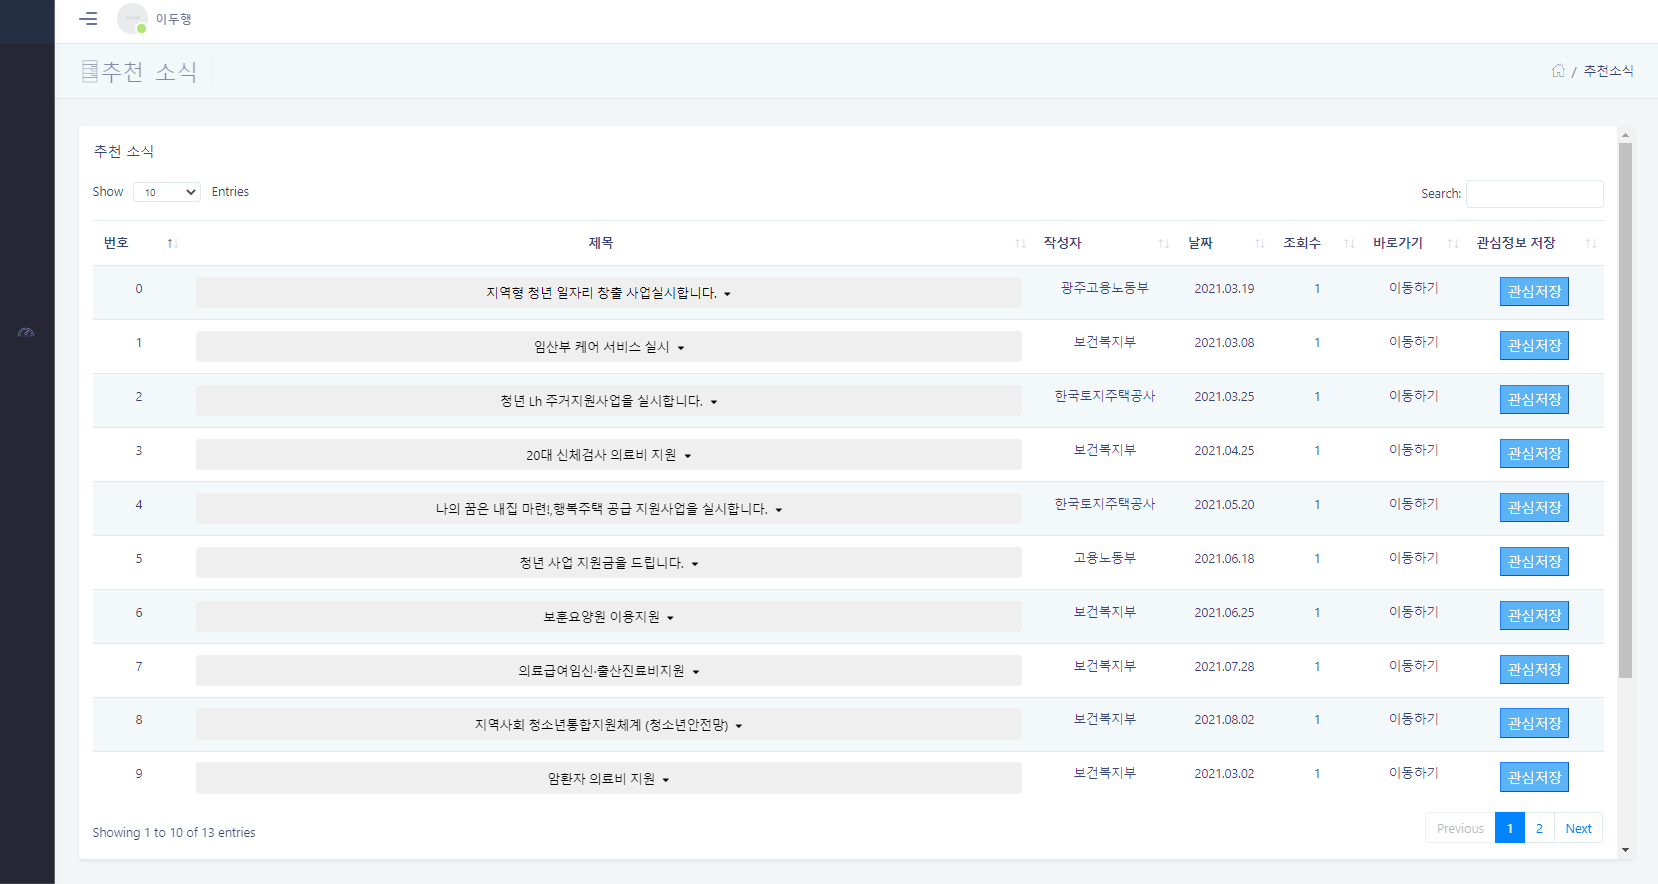 이두행
추천 소식
/ 추천소식
추천 소식
Show 10 Entries
Search:
번호 제목 작성자 날짜 조회수 바로가기 관심정보 저장
0 지역형 청년 일자리 창출 사업실시합니다. 광주고용노동부 2021.03.19 1 이동하기 관심저장
1 임산부 케어 서비스 실시 보건복지부 2021.03.08 1 이동하기 관심저장
2 청년 Lh 주거지원사업을 실시합니다. 한국토지주택공사 2021.03.25 1 이동하기 관심저장
3 20대 신체검사 의료비 지원 보건복지부 2021.04.25 1 이동하기 관심저장
4 나의 꿈은 내집 마련!,행복주택 공급 지원사업을 실시합니다. 한국토지주택공사 2021.05.20 1 이동하기 관심저장
5 청년 사업 지원금을 드립니다. 고용노동부 2021.06.18 1 이동하기 관심저장
6 보훈요양원 이용지원 보건복지부 2021.06.25 1 이동하기 관심저장
7 의료급여임신·출산진료비지원 보건복지부 2021.07.28 1 이동하기 관심저장
8 지역사회 청소년통합지원체계 (청소년안전망) 보건복지부 2021.08.02 1 이동하기 관심저장
9 암환자 의료비 지원 보건복지부 2021.03.02 1 이동하기 관심저장
Showing 1 to 10 of 13 entries
Previous 1 2 Next